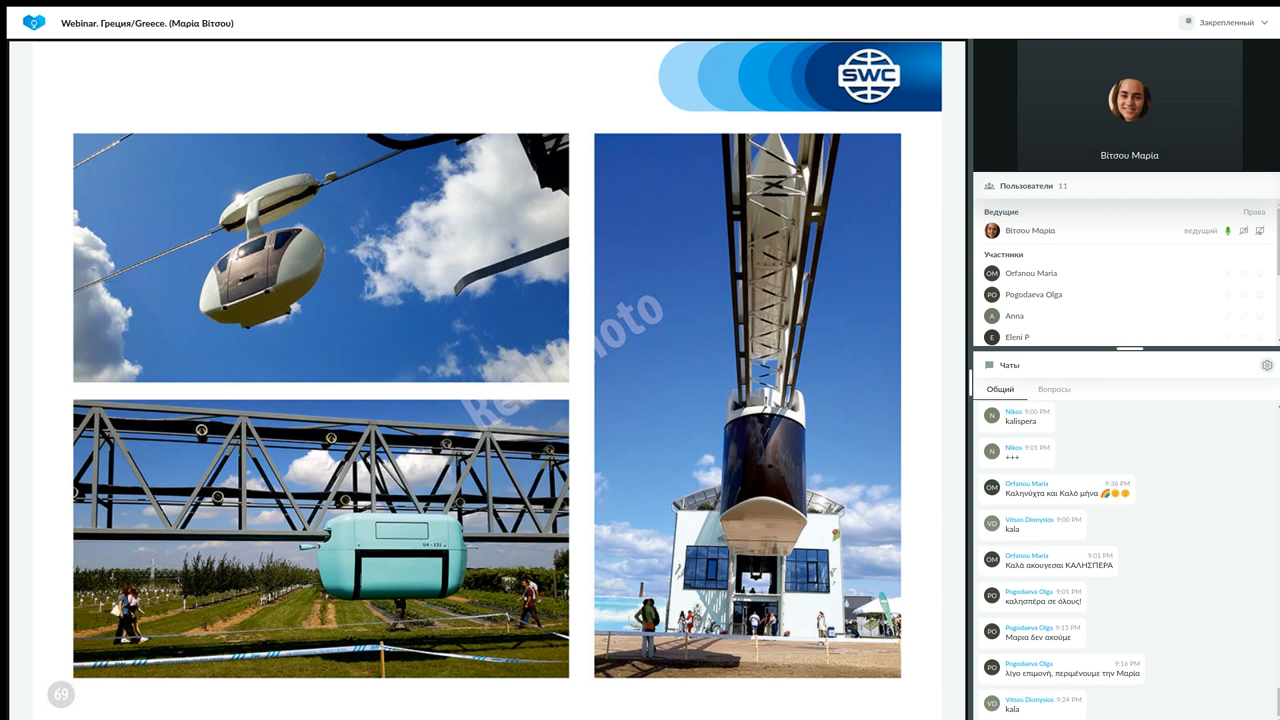 Webinar. Греция/Greece. (Μαρία Βίτσου)
Закрепленный
SWC
Real Photo
U4-131
69
Βίτσου Μαρία
Пользователи 11
Ведущие Права
Βίτσου Μαρία ведущий
Участники
OM Orfanou Maria
PO Pogodaeva Olga
A Anna
E Eleni P
Чаты
Общий Вопросы
N Nikos 9:00 PM
kalispera
N Nikos 9:01 PM
+++
OM Orfanou Maria 9:36 PM
Καληνύχτα και Καλό μήνα 🌈🙂🙂
VD Vitsos Dionysios 9:00 PM
kala
OM Orfanou Maria 9:01 PM
Καλά ακουγεσαι ΚΑΛΗΣΠΕΡΑ
PO Pogodaeva Olga 9:01 PM
καλησπέρα σε όλους!
PO Pogodaeva Olga 9:15 PM
Μαρια δεν ακούμε
PO Pogodaeva Olga 9:16 PM
λίγο επιμονή, περιμένουμε την Μαρία
VD Vitsos Dionysios 9:24 PM
kala